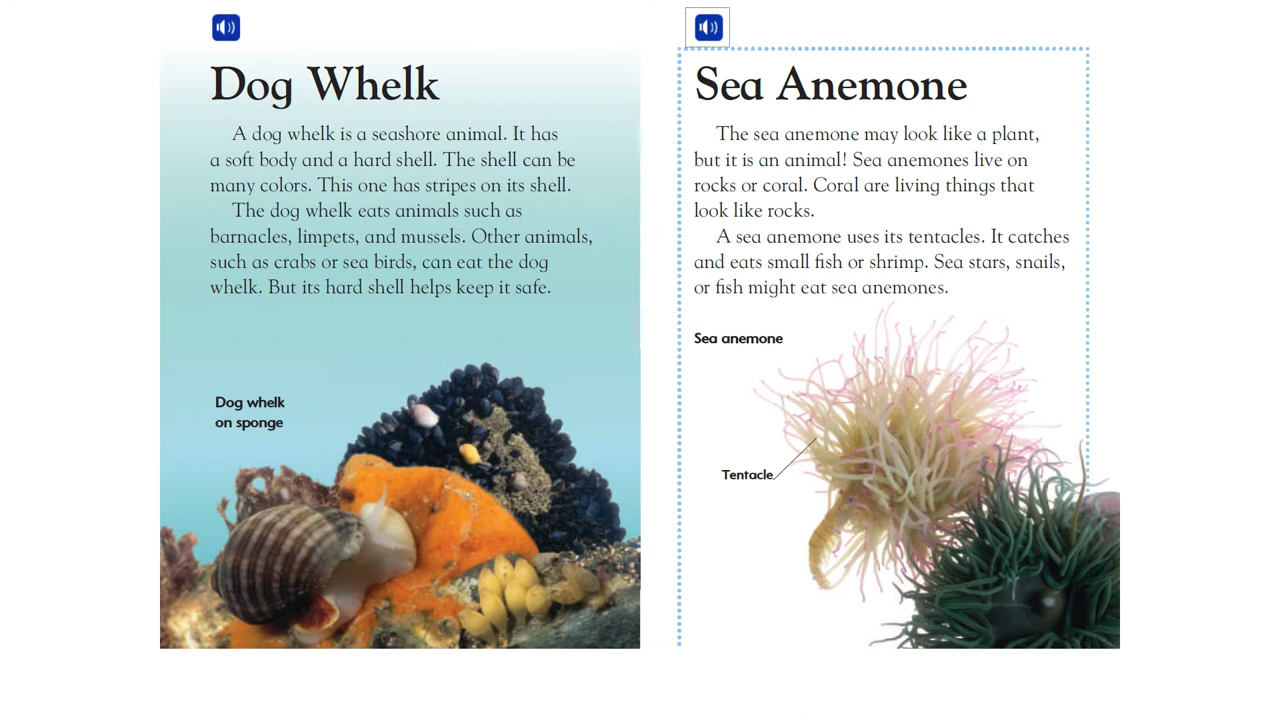 Dog Whelk
A dog whelk is a seashore animal. It has
a soft body and a hard shell. The shell can be
many colors. This one has stripes on its shell.
The dog whelk eats animals such as
barnacles, limpets, and mussels. Other animals,
such as crabs or sea birds, can eat the dog
whelk. But its hard shell helps keep it safe.
Dog whelk
on sponge
Sea Anemone
The sea anemone may look like a plant,
but it is an animal! Sea anemones live on
rocks or coral. Coral are living things that
look like rocks.
A sea anemone uses its tentacles. It catches
and eats small fish or shrimp. Sea stars, snails,
or fish might eat sea anemones.
Sea anemone
Tentacle